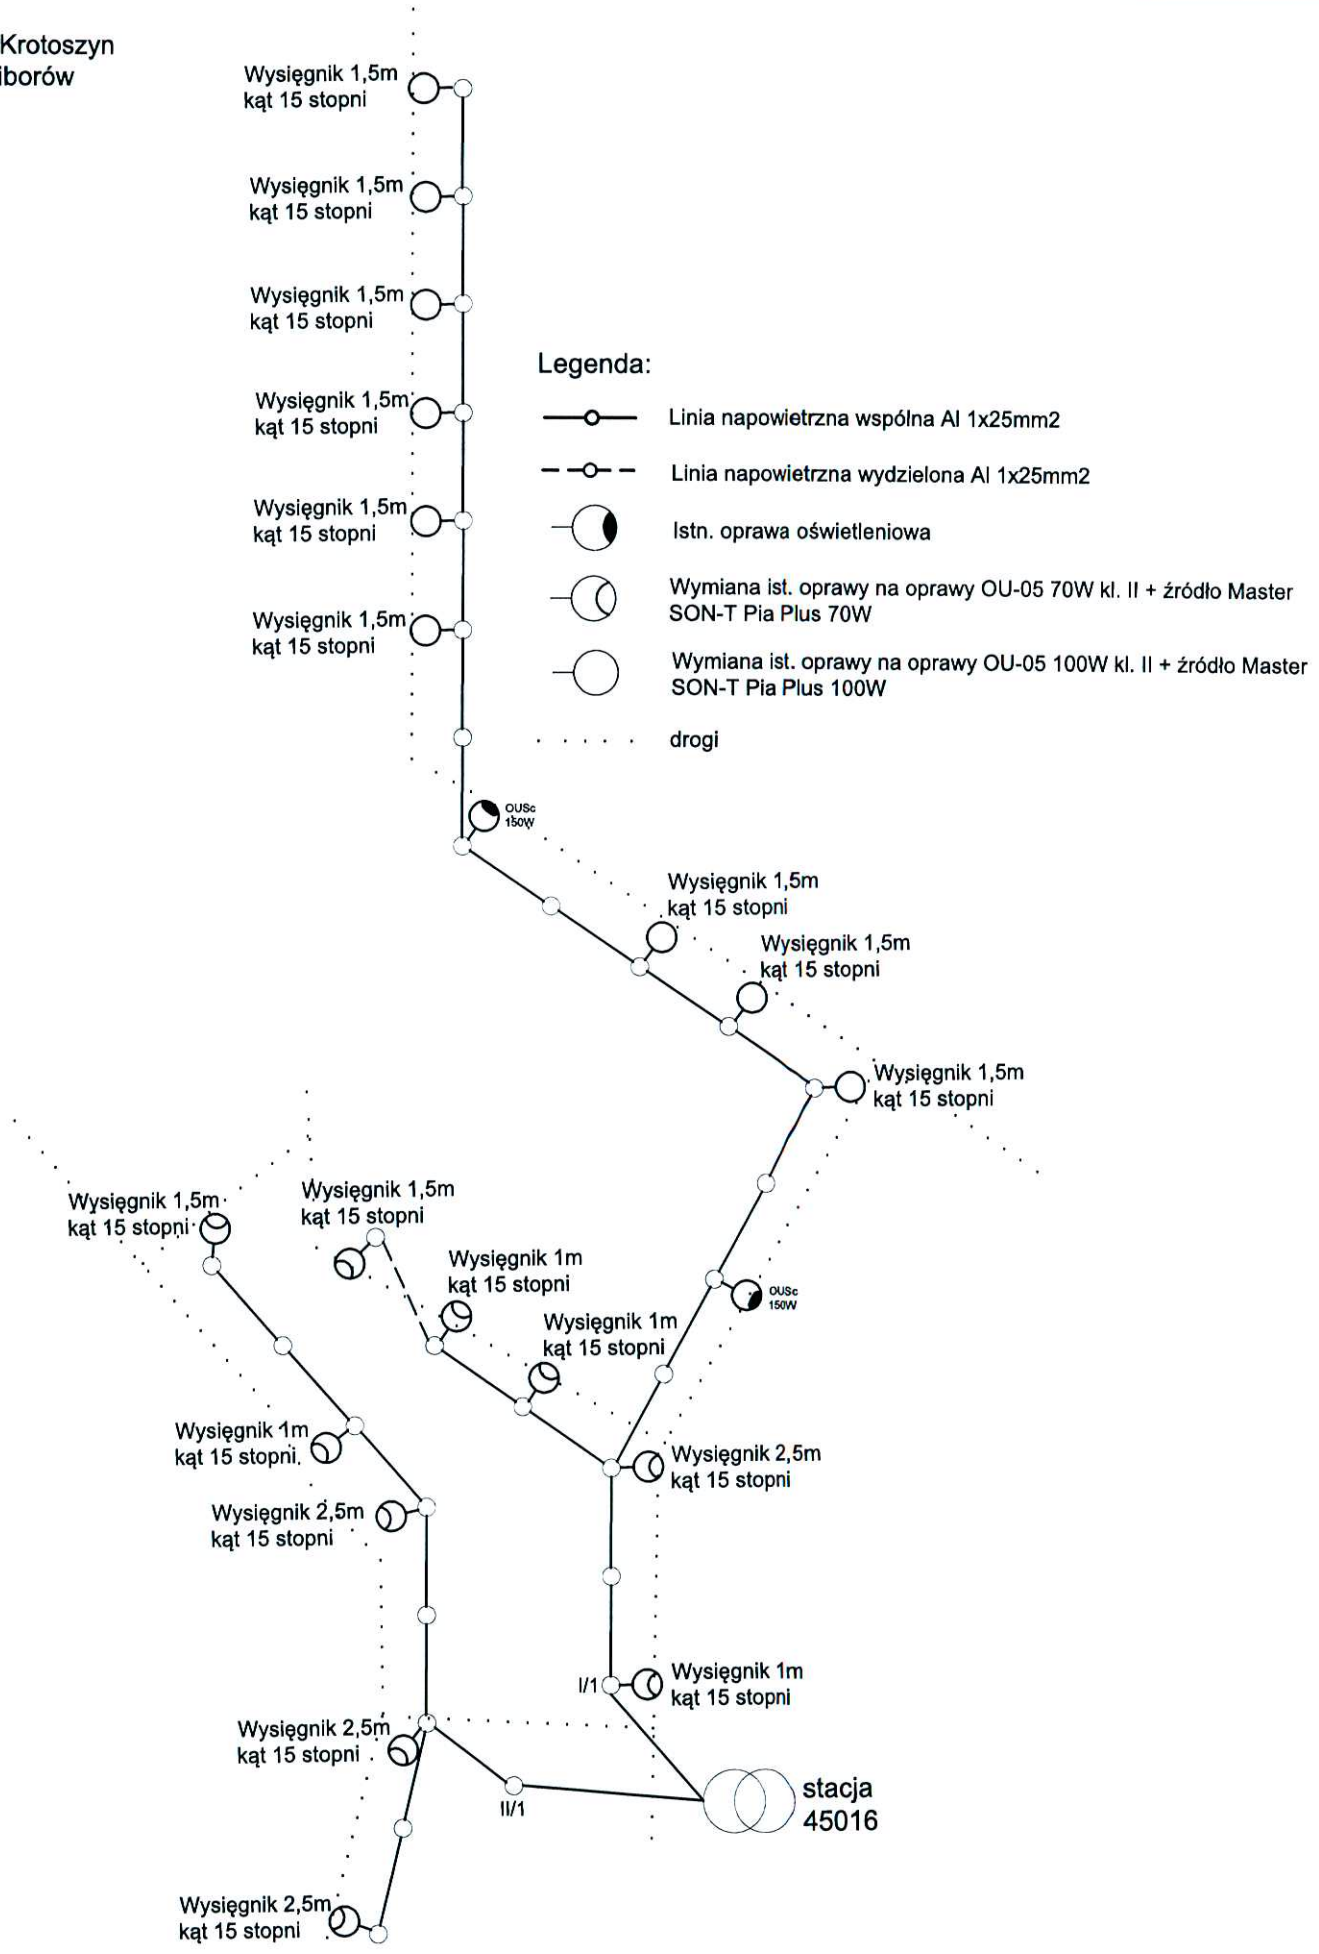 Krotoszyn
iborów
Wysięgnik 1,5m
kąt 15 stopni
Wysięgnik 1,5m
kąt 15 stopni
Wysięgnik 1,5m
kąt 15 stopni
Legenda:
Wysięgnik 1,5m
kąt 15 stopni
Linia napowietrzna wspólna Al 1x25mm2
Linia napowietrzna wydzielona Al 1x25mm2
Wysięgnik 1,5m
kąt 15 stopni
Istn. oprawa oświetleniowa
Wymiana ist. oprawy na oprawy OU-05 70W kl. II + źródło Master
SON-T Pia Plus 70W
Wysięgnik 1,5m
kąt 15 stopni
Wymiana ist. oprawy na oprawy OU-05 100W kl. II + źródło Master
SON-T Pia Plus 100W
drogi
OUSc
150W
Wysięgnik 1,5m
kąt 15 stopni
Wysięgnik 1,5m
kąt 15 stopni
Wysięgnik 1,5m
kąt 15 stopni
Wysięgnik 1,5m
kąt 15 stopni
Wysięgnik 1,5m
kąt 15 stopni
Wysięgnik 1m
kąt 15 stopni
OUSc
150W
Wysięgnik 1m
kąt 15 stopni
Wysięgnik 1m
kąt 15 stopni
Wysięgnik 2,5m
kąt 15 stopni
Wysięgnik 2,5m
kąt 15 stopni
I/1
Wysięgnik 1m
kąt 15 stopni
Wysięgnik 2,5m
kąt 15 stopni
II/1
stacja
45016
Wysięgnik 2,5m
kąt 15 stopni